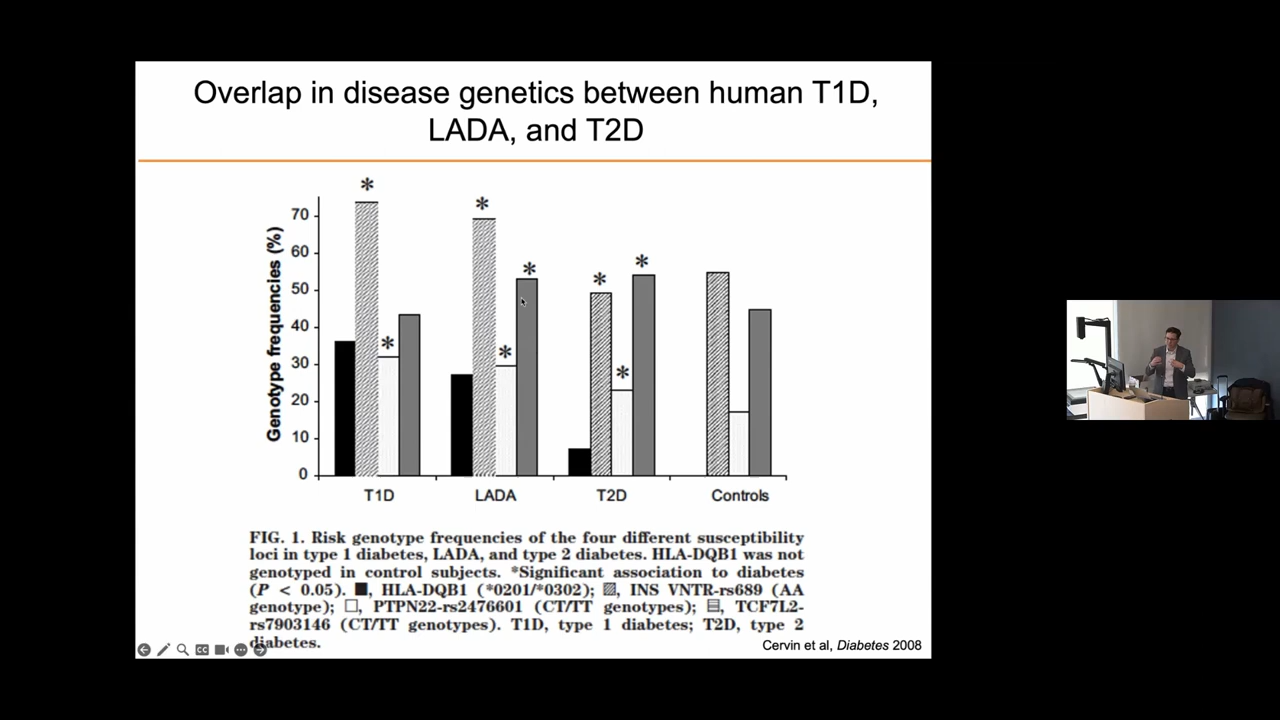 Overlap in disease genetics between human T1D,
LADA, and T2D
Genotype frequencies (%)
70
60
50
40
30
20
10
0
* * * * * * * *
T1D LADA T2D Controls
FIG. 1. Risk genotype frequencies of the four different susceptibility
loci in type 1 diabetes, LADA, and type 2 diabetes. HLA-DQB1 was not
genotyped in control subjects. *Significant association to diabetes
(P < 0.05). ■, HLA-DQB1 (*0201/*0302); ▨, INS VNTR-rs689 (AA
genotype); □, PTPN22-rs2476601 (CT/TT genotypes); ▤, TCF7L2-
rs7903146 (CT/TT genotypes). T1D, type 1 diabetes; T2D, type 2
diabetes.
Cervin et al, Diabetes 2008
CC